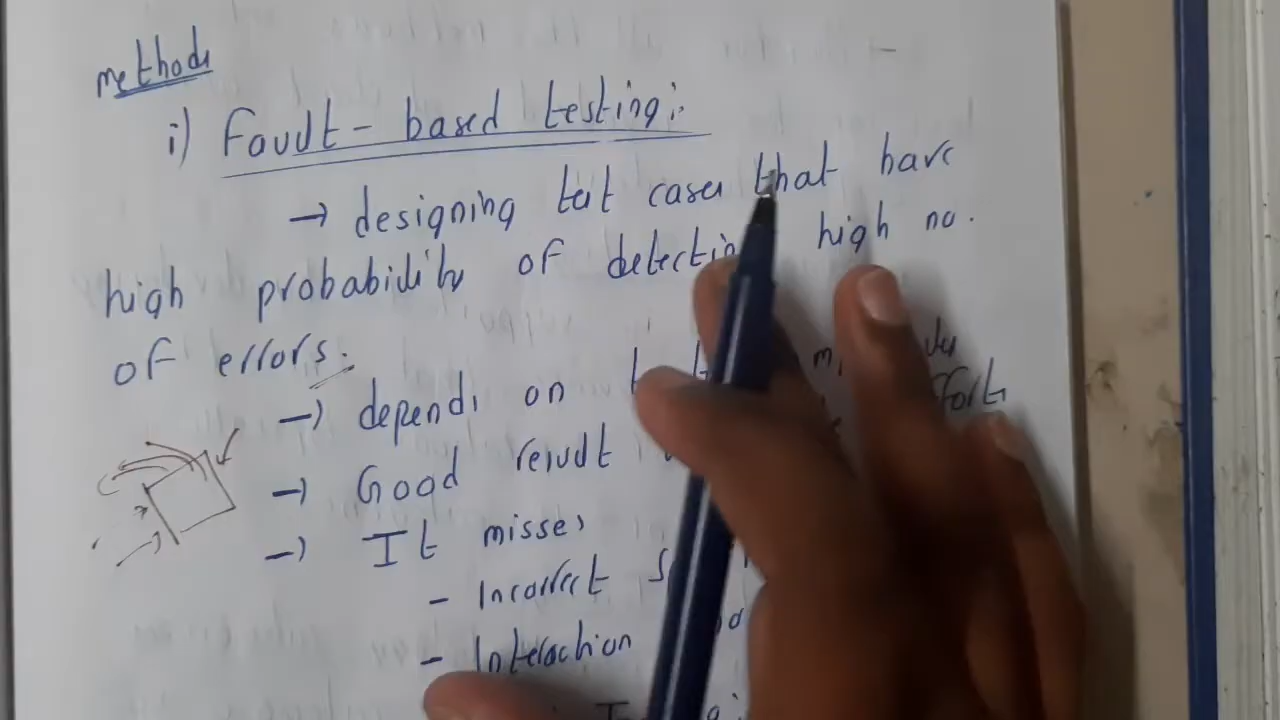 methods
i) Fault-based testing:
→ designing test cases that have
high probability of detecting high no.
of errors.
→ depends on
→ Good result
→ It misses
- Incorrect
- Interaction